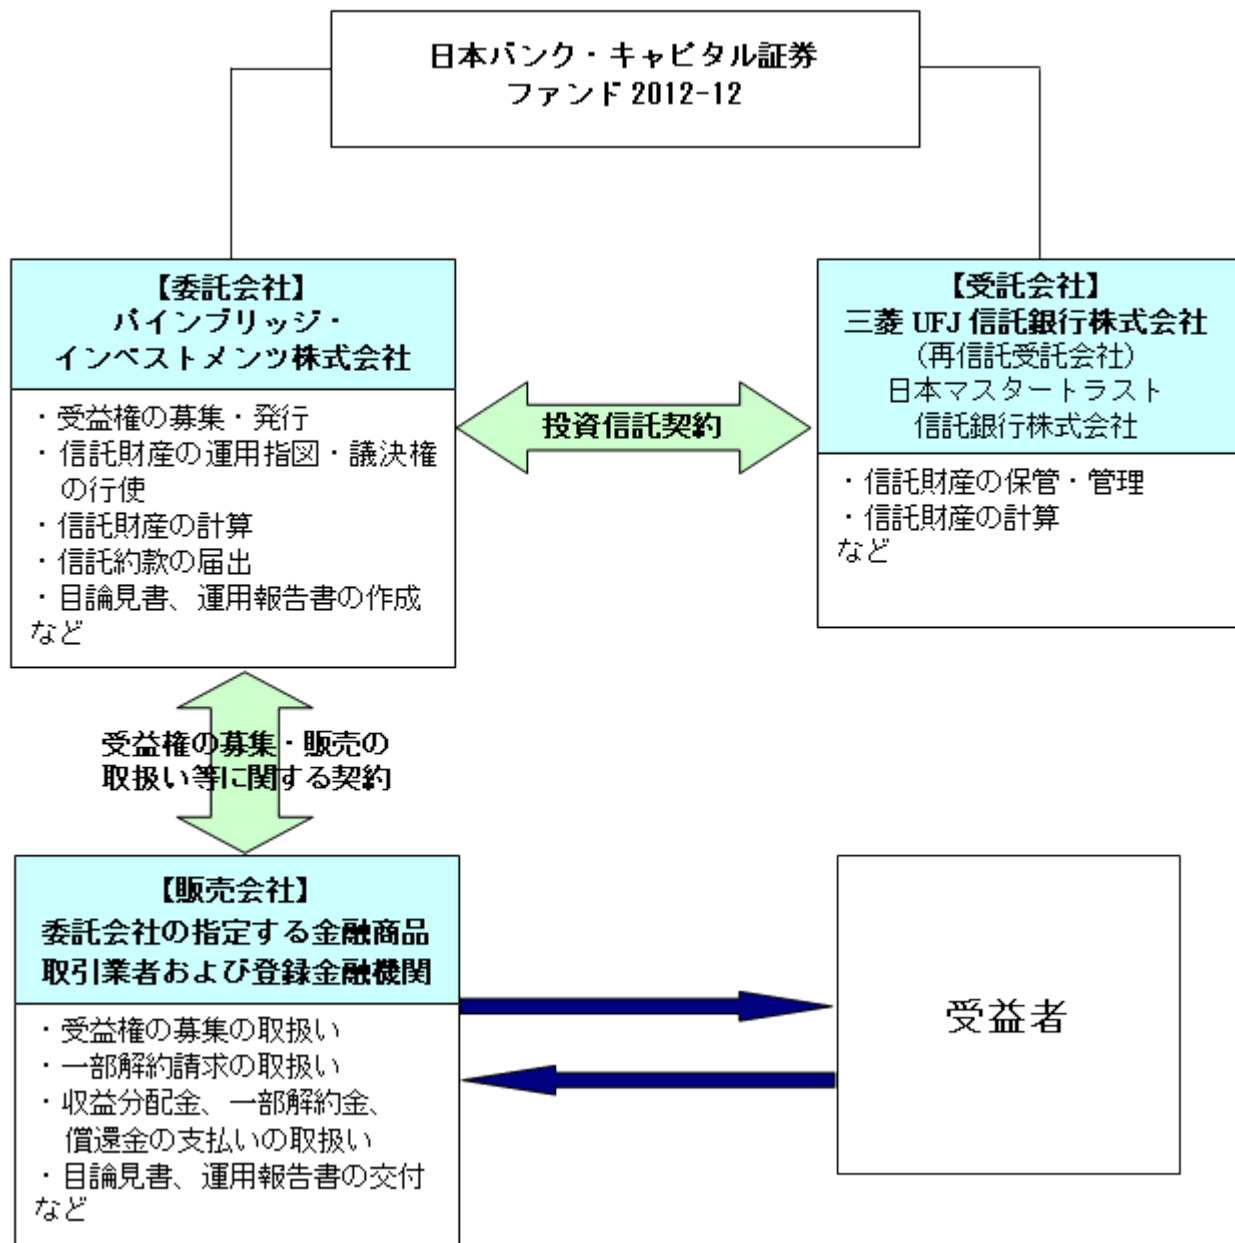 日本バンク・キャピタル証券
ファンド2012-12
【委託会社】
パインブリッジ・
インベストメンツ株式会社
・受益権の募集・発行
・信託財産の運用指図・議決権
の行使
・信託財産の計算
・信託約款の届出
・目論見書、運用報告書の作成
など
投資信託契約
【受託会社】
三菱UFJ信託銀行株式会社
（再信託受託会社）
日本マスタートラスト
信託銀行株式会社
・信託財産の保管・管理
・信託財産の計算
など
受益権の募集・販売の
取扱い等に関する契約
【販売会社】
委託会社の指定する金融商品
取引業者および登録金融機関
・受益権の募集の取扱い
・一部解約請求の取扱い
・収益分配金、一部解約金、
償還金の支払いの取扱い
・目論見書、運用報告書の交付
など
受益者